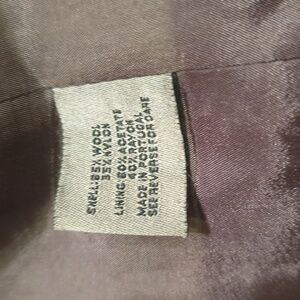 SHELL: 65% WOOL
35% NYLON
LINING: 60% ACETATE
40% RAYON
MADE IN PORTUGAL
SEE REVERSE FOR CARE